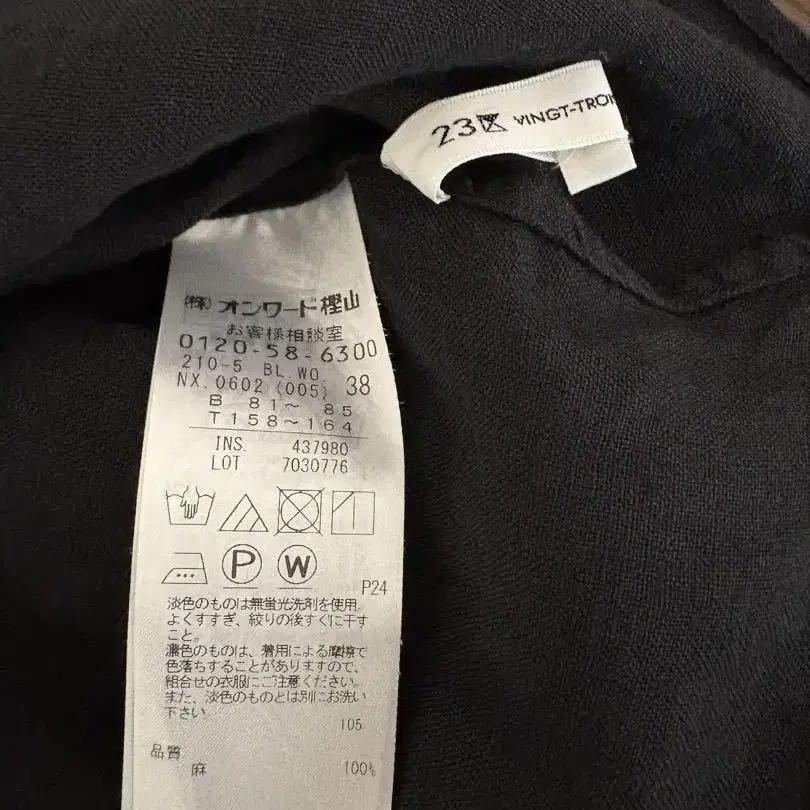 23区 VINGT-TROI
(株)オンワード樫山
お客様相談室
0120-58-6300
210-5 BL.WO.
NX.0602 (005) 38
B 81～ 85
T 158～164
INS. 437980
LOT 7030776
P W
P24
淡色のものは無蛍光洗剤を使用。
よくすすぎ、絞りの後すぐに干す
こと。
濃色のものは、着用による摩擦で
色落ちすることがありますので、
組合せの衣服にご注意ください。
また、淡色のものとは別にお洗い
下さい
105
品質
麻 100%